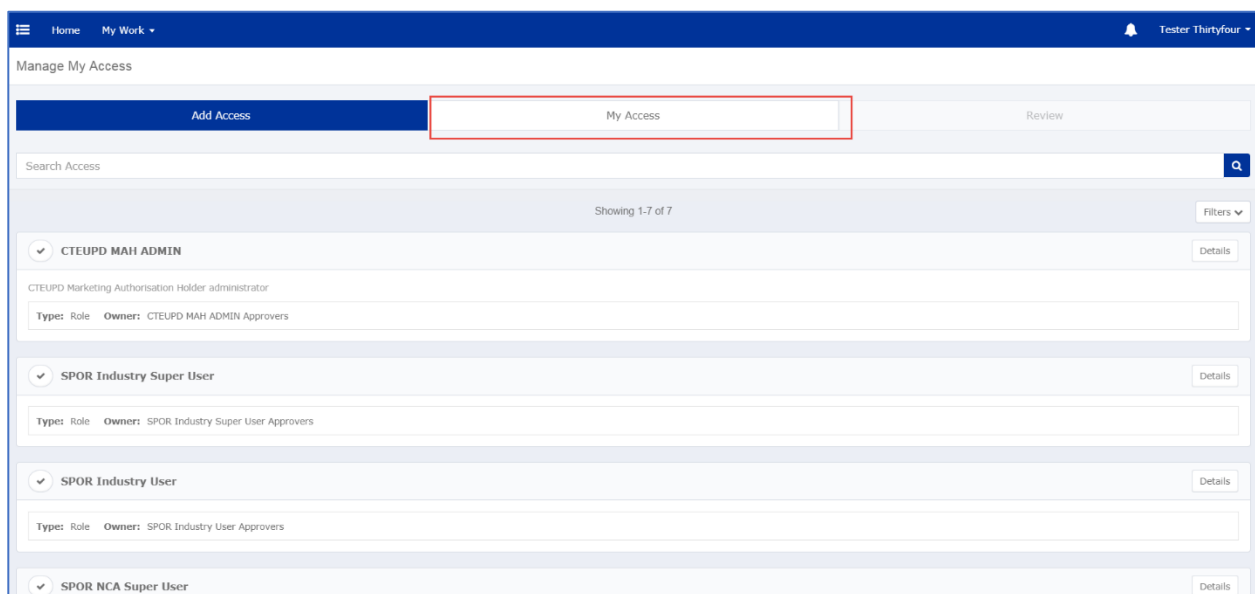 Home My Work Tester Thirtyfour
Manage My Access
Add Access My Access Review
Search Access
Showing 1-7 of 7 Filters
CTEUPD MAH ADMIN Details
CTEUPD Marketing Authorisation Holder administrator
Type: Role Owner: CTEUPD MAH ADMIN Approvers
SPOR Industry Super User Details
Type: Role Owner: SPOR Industry Super User Approvers
SPOR Industry User Details
Type: Role Owner: SPOR Industry User Approvers
SPOR NCA Super User Details